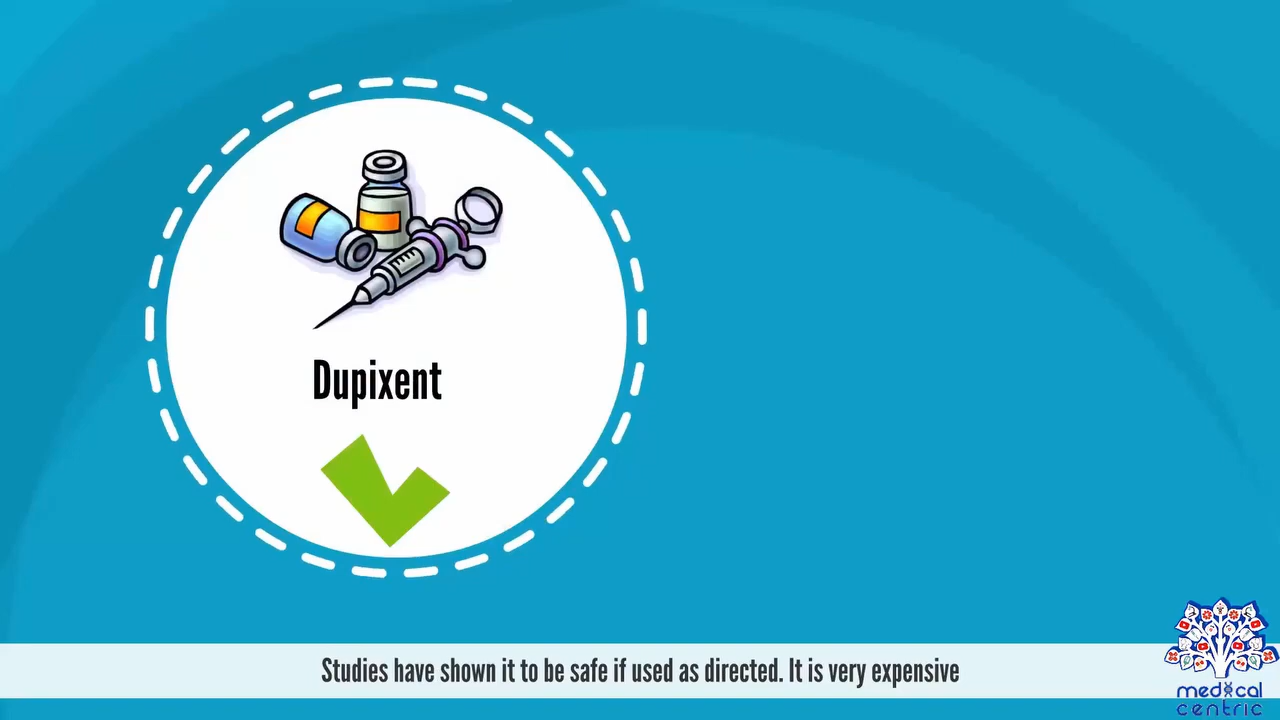 Dupixent
Studies have shown it to be safe if used as directed. It is very expensive
medical
centric